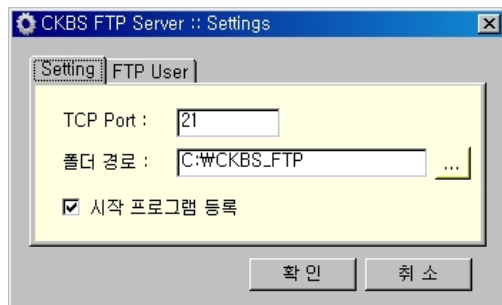 CKBS FTP Server :: Settings
Setting FTP User
TCP Port : 21
폴더 경로 : C:₩CKBS_FTP ...
시작 프로그램 등록
확 인 취 소